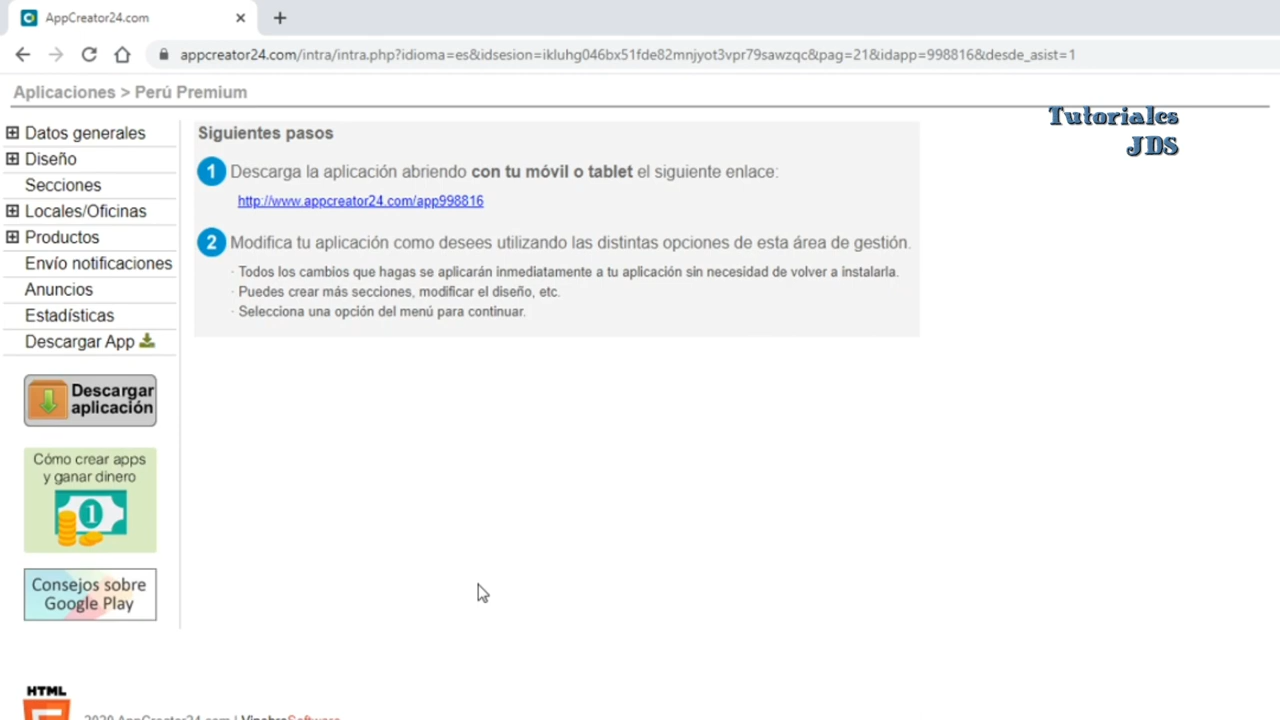 AppCreator24.com
appcreator24.com/intra/intra.php?idioma=es&idsesion=ikluhg046bx51fde82mnjyot3vpr79sawzqc&pag=21&idapp=998816&desde_asist=1
Aplicaciones > Perú Premium
Tutoriales
JDS
Datos generales
Diseño
Secciones
Locales/Oficinas
Productos
Envío notificaciones
Anuncios
Estadísticas
Descargar App
Descargar
aplicación
Cómo crear apps
y ganar dinero
1
Consejos sobre
Google Play
Siguientes pasos
1 Descarga la aplicación abriendo con tu móvil o tablet el siguiente enlace:
http://www.appcreator24.com/app998816
2 Modifica tu aplicación como desees utilizando las distintas opciones de esta área de gestión.
· Todos los cambios que hagas se aplicarán inmediatamente a tu aplicación sin necesidad de volver a instalarla.
· Puedes crear más secciones, modificar el diseño, etc.
· Selecciona una opción del menú para continuar.
HTML
2020 AppCreator24.com | VinebreSoftware